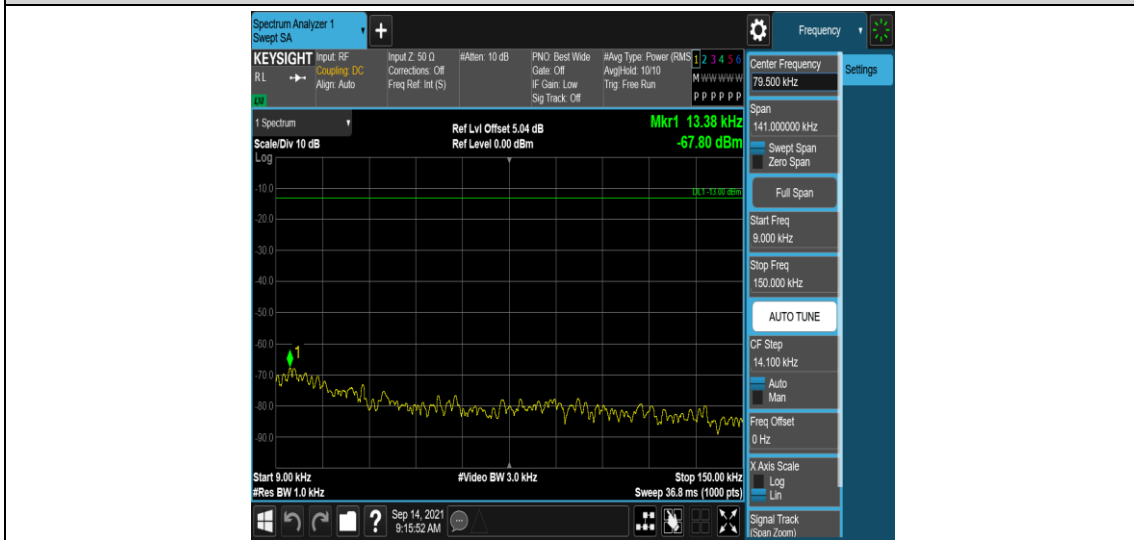 Spectrum Analyzer 1
Swept SA
+
Frequency
KEYSIGHT
RL
LXI
Input: RF
Coupling: DC
Align: Auto
Input Z: 50 Ω
Corrections: Off
Freq Ref: Int (S)
#Atten: 10 dB
PNO: Best Wide
Gate: Off
IF Gain: Low
Sig Track: Off
#Avg Type: Power (RMS
Avg|Hold: 10/10
Trig: Free Run
1 2 3 4 5 6
M W W W W W
P P P P P P
1 Spectrum
Scale/Div 10 dB
Log
Ref Lvl Offset 5.04 dB
Ref Level 0.00 dBm
Mkr1 13.38 kHz
-67.80 dBm
DL1 -13.00 dBm
-10.0
-20.0
-30.0
-40.0
-50.0
-60.0
-70.0
-80.0
-90.0
1
Start 9.00 kHz
#Res BW 1.0 kHz
#Video BW 3.0 kHz
Stop 150.00 kHz
Sweep 36.8 ms (1000 pts)
?
Sep 14, 2021
9:15:52 AM
Center Frequency
79.500 kHz
Settings
Span
141.000000 kHz
Swept Span
Zero Span
Full Span
Start Freq
9.000 kHz
Stop Freq
150.000 kHz
AUTO TUNE
CF Step
14.100 kHz
Auto
Man
Freq Offset
0 Hz
X Axis Scale
Log
Lin
Signal Track
(Span Zoom)